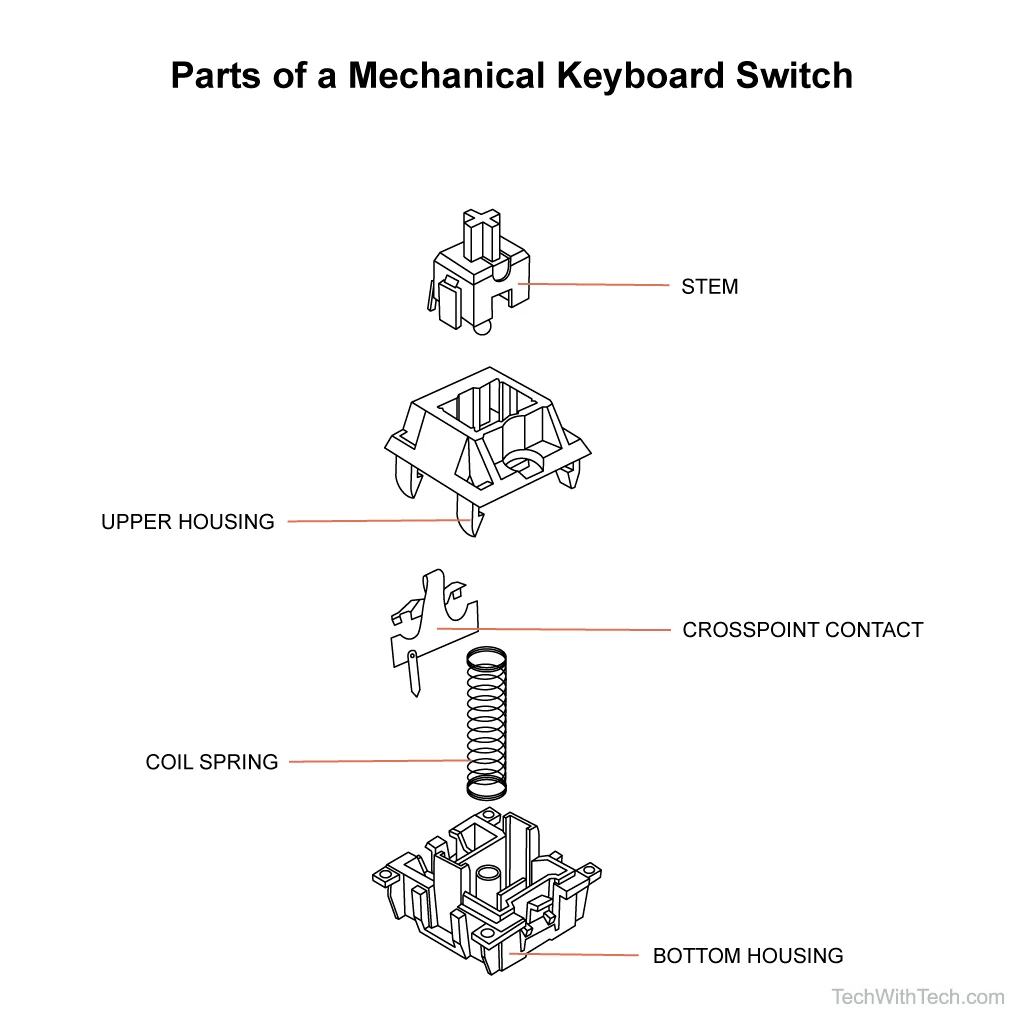 Parts of a Mechanical Keyboard Switch
STEM
UPPER HOUSING
CROSSPOINT CONTACT
COIL SPRING
BOTTOM HOUSING
TechWithTech.com